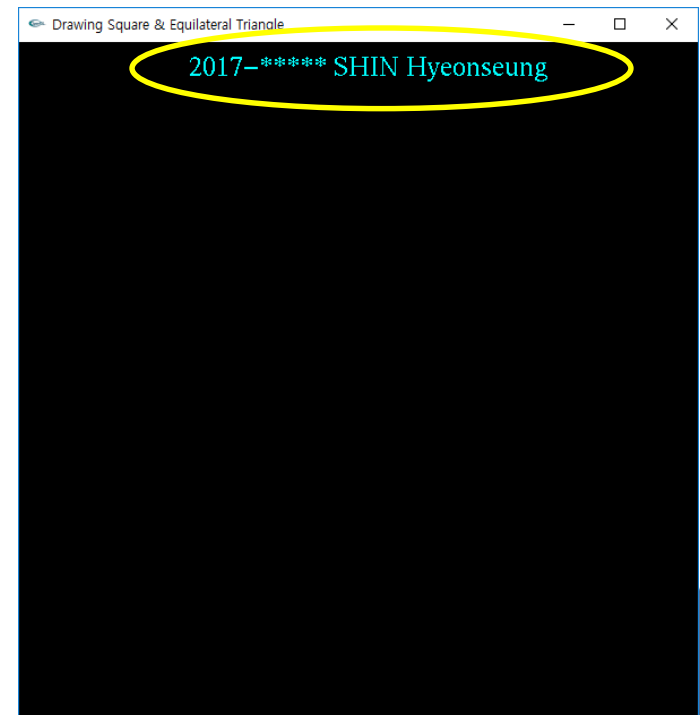 Drawing Square & Equilateral Triangle
2017-***** SHIN Hyeonseung